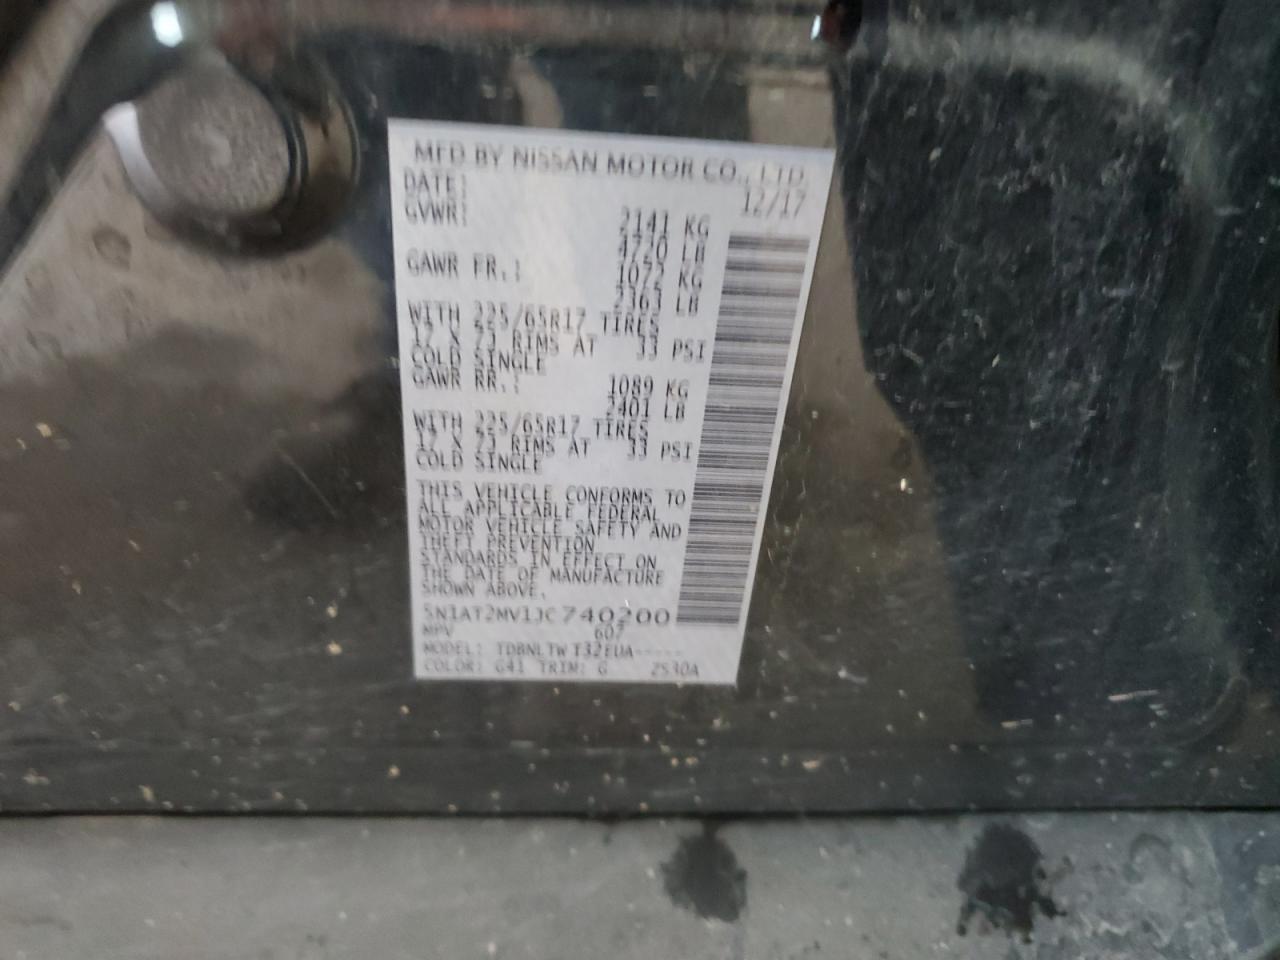 MFD BY NISSAN MOTOR CO., LTD
DATE: 12/17
GVWR: 2141 KG
4720 LB
GAWR FR.: 1072 KG
2363 LB
WITH 225/65R17 TIRES
17 X 7J RIMS AT 33 PSI
COLD SINGLE
GAWR RR.: 1089 KG
2401 LB
WITH 225/65R17 TIRES
17 X 7J RIMS AT 33 PSI
COLD SINGLE
THIS VEHICLE CONFORMS TO
ALL APPLICABLE FEDERAL
MOTOR VEHICLE SAFETY AND
THEFT PREVENTION
STANDARDS IN EFFECT ON
THE DATE OF MANUFACTURE
SHOWN ABOVE.
5N1AT2MV1JC740200
MPV 607
MODEL: TDBNLTW T32EUA-----
COLOR: G41 TRIM: G 2S30A